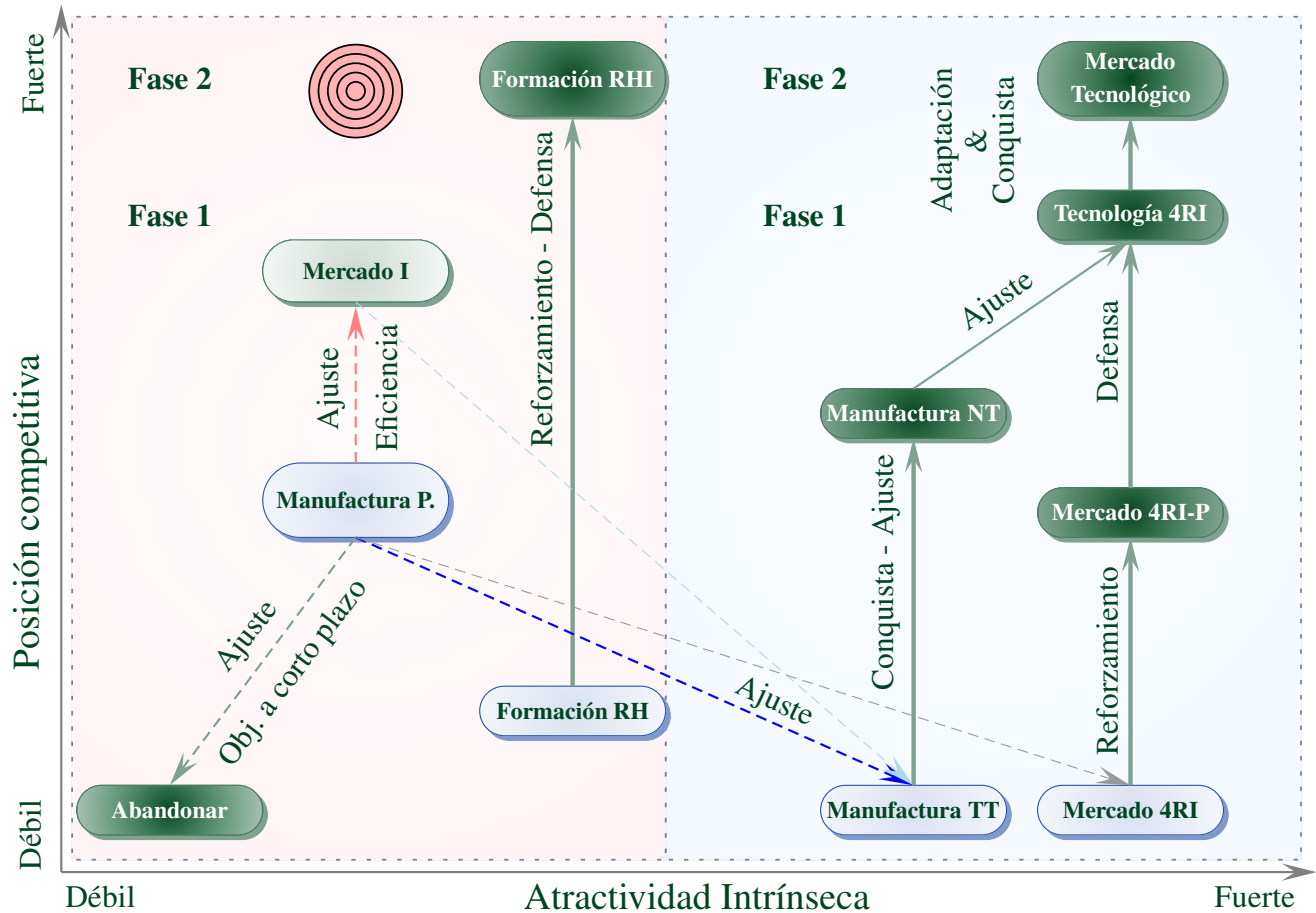 Fuerte
Fase 2
Formación RHI
Fase 2
Mercado
Tecnológico
Adaptación
&
Conquista
Fase 1
Fase 1
Tecnología 4RI
Reforzamiento - Defensa
Mercado I
Ajuste
Ajuste
Eficiencia
Defensa
Posición competitiva
Manufactura NT
Manufactura P.
Mercado 4RI-P
Conquista - Ajuste
Ajuste
Obj. a corto plazo
Reforzamiento
Formación RH
Ajuste
Débil
Abandonar
Manufactura TT
Mercado 4RI
Débil
Atractividad Intrínseca
Fuerte